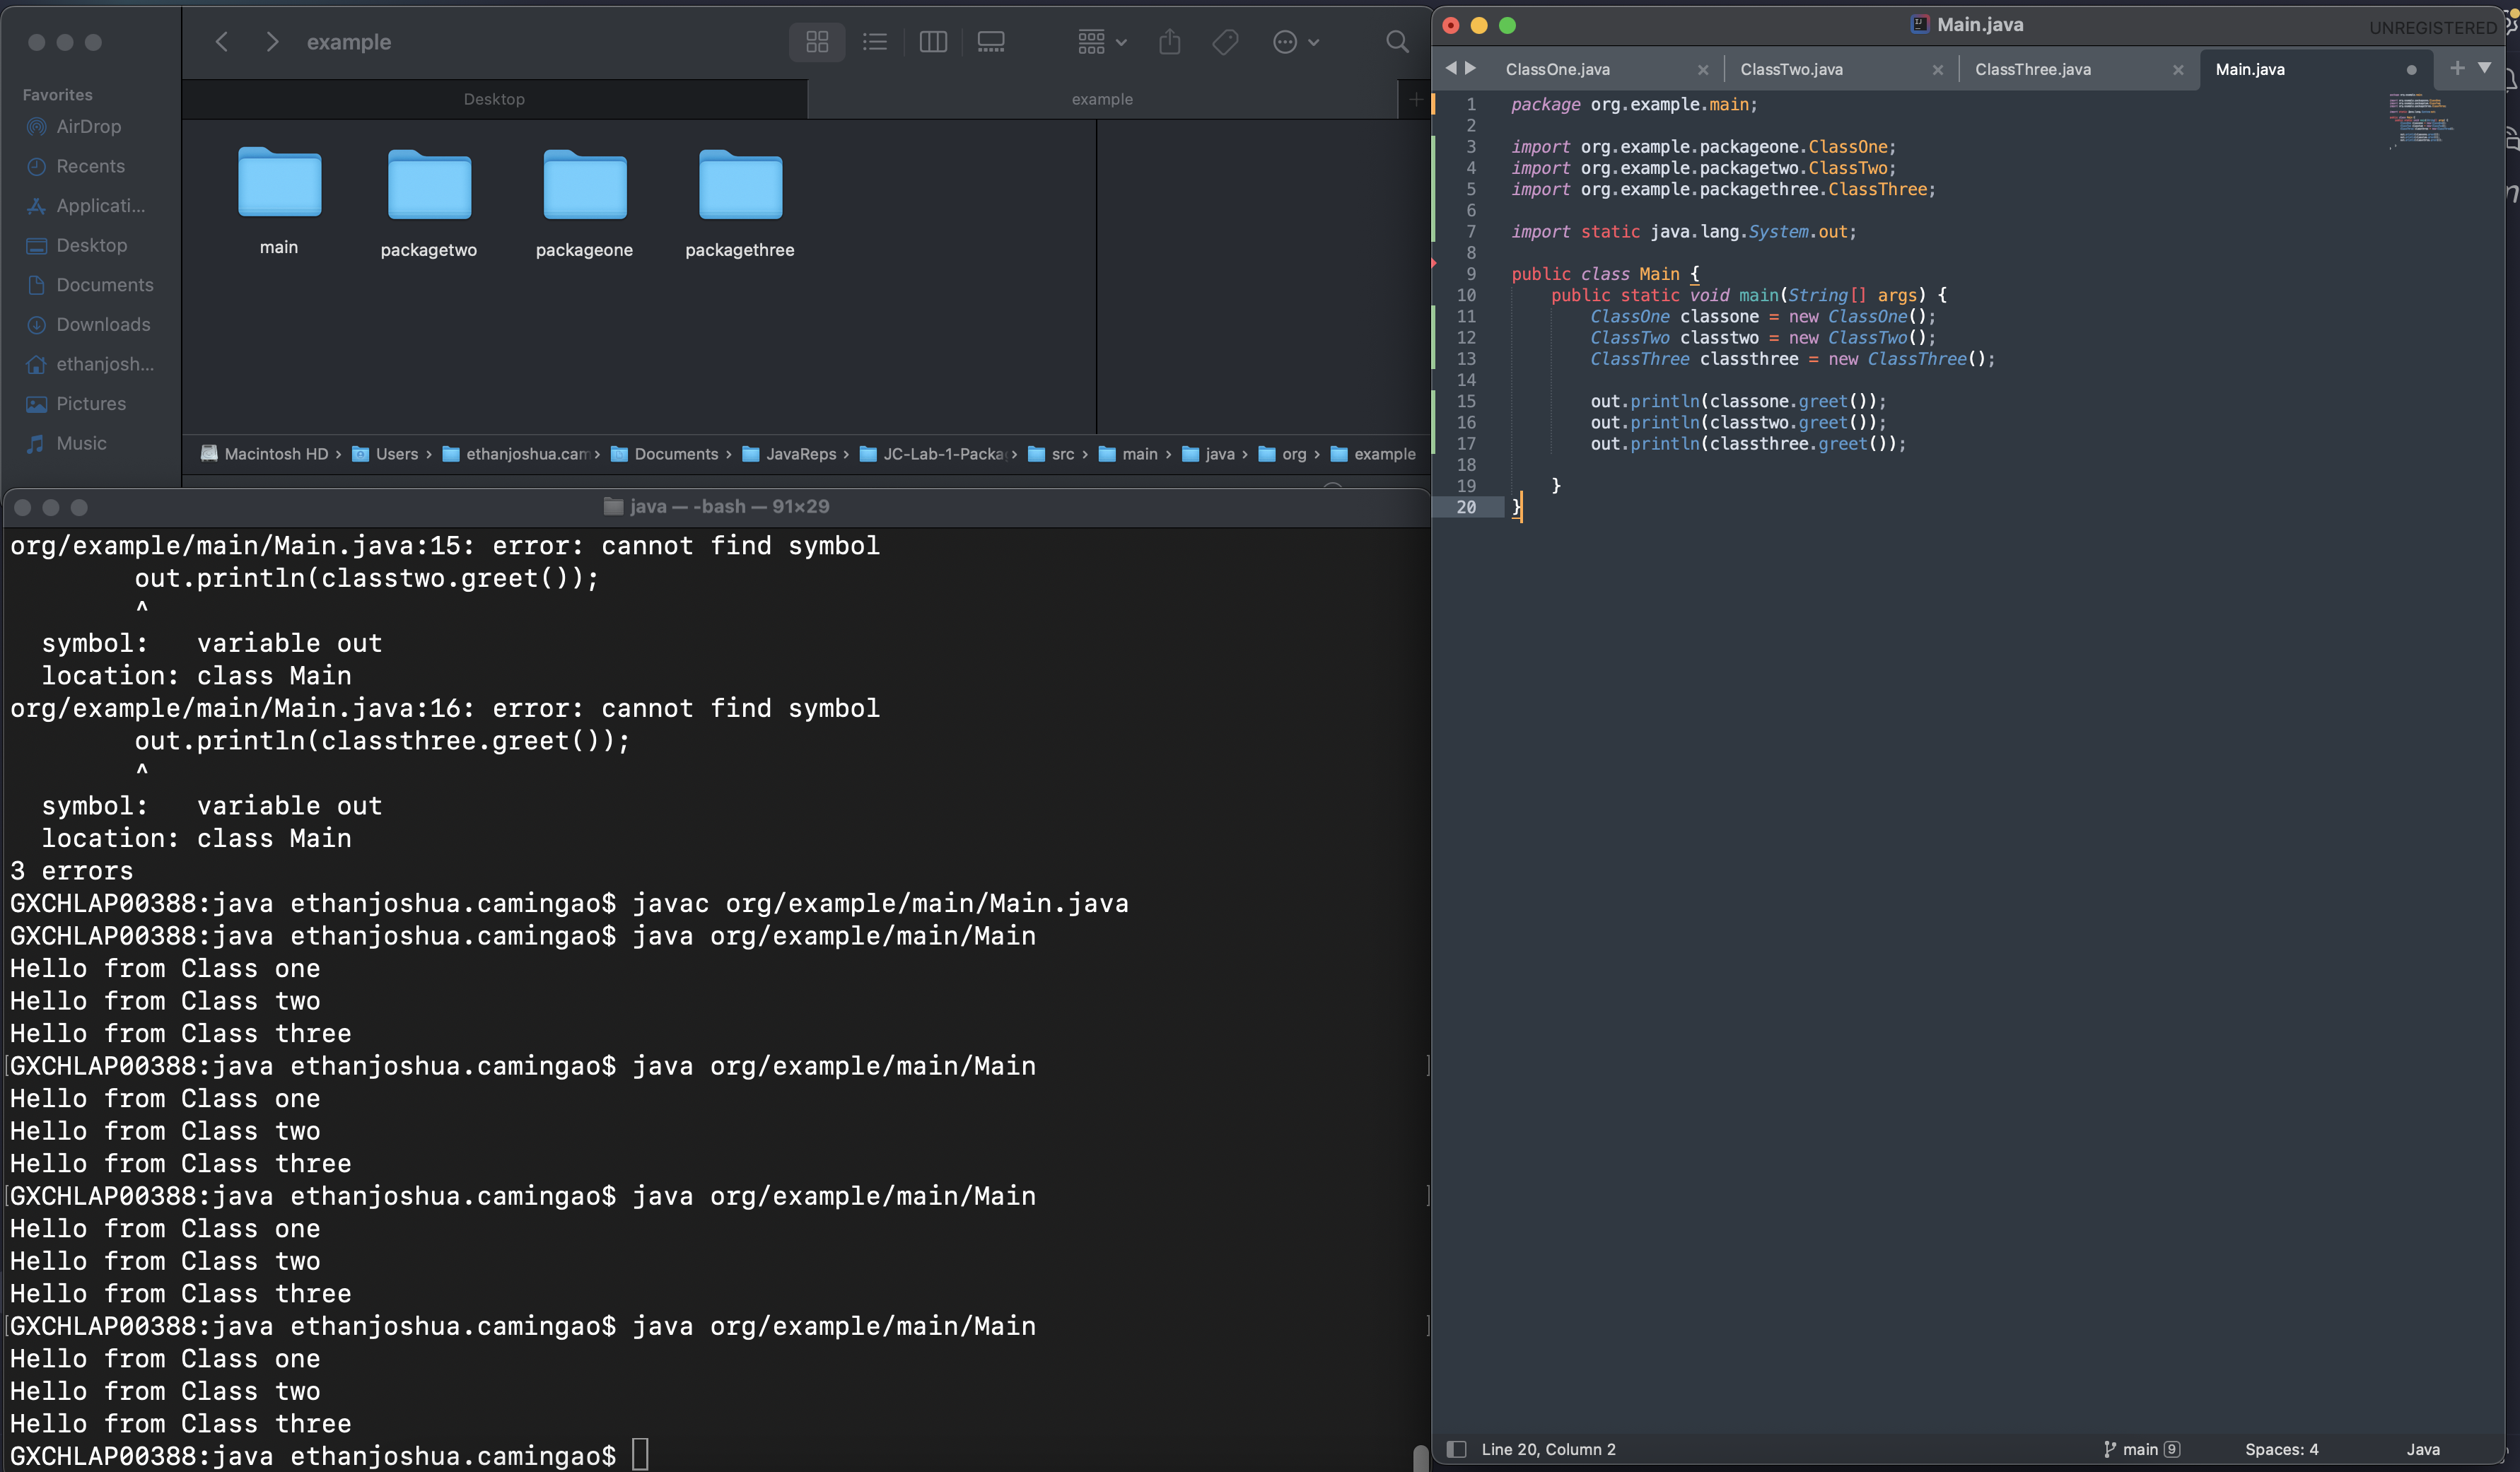 example
Favorites
AirDrop
Recents
Applicati...
Desktop
Documents
Downloads
ethanjosh...
Pictures
Music
Desktop
example
main
packagetwo
packageone
packagethree
Macintosh HD › Users › ethanjoshua.cam › Documents › JavaReps › JC-Lab-1-Packa › src › main › java › org › example
java — -bash — 91×29
org/example/main/Main.java:15: error: cannot find symbol
        out.println(classtwo.greet());
        ^
  symbol:   variable out
  location: class Main
org/example/main/Main.java:16: error: cannot find symbol
        out.println(classthree.greet());
        ^
  symbol:   variable out
  location: class Main
3 errors
GXCHLAP00388:java ethanjoshua.camingao$ javac org/example/main/Main.java
GXCHLAP00388:java ethanjoshua.camingao$ java org/example/main/Main
Hello from Class one
Hello from Class two
Hello from Class three
[GXCHLAP00388:java ethanjoshua.camingao$ java org/example/main/Main ]
Hello from Class one
Hello from Class two
Hello from Class three
[GXCHLAP00388:java ethanjoshua.camingao$ java org/example/main/Main ]
Hello from Class one
Hello from Class two
Hello from Class three
[GXCHLAP00388:java ethanjoshua.camingao$ java org/example/main/Main ]
Hello from Class one
Hello from Class two
Hello from Class three
GXCHLAP00388:java ethanjoshua.camingao$
Main.java
UNREGISTERED
ClassOne.java × ClassTwo.java × ClassThree.java × Main.java
1 package org.example.main;
2
3 import org.example.packageone.ClassOne;
4 import org.example.packagetwo.ClassTwo;
5 import org.example.packagethree.ClassThree;
6
7 import static java.lang.System.out;
8
9 public class Main {
10     public static void main(String[] args) {
11         ClassOne classone = new ClassOne();
12         ClassTwo classtwo = new ClassTwo();
13         ClassThree classthree = new ClassThree();
14
15         out.println(classone.greet());
16         out.println(classtwo.greet());
17         out.println(classthree.greet());
18
19     }
20 }
Line 20, Column 2
main 9
Spaces: 4
Java